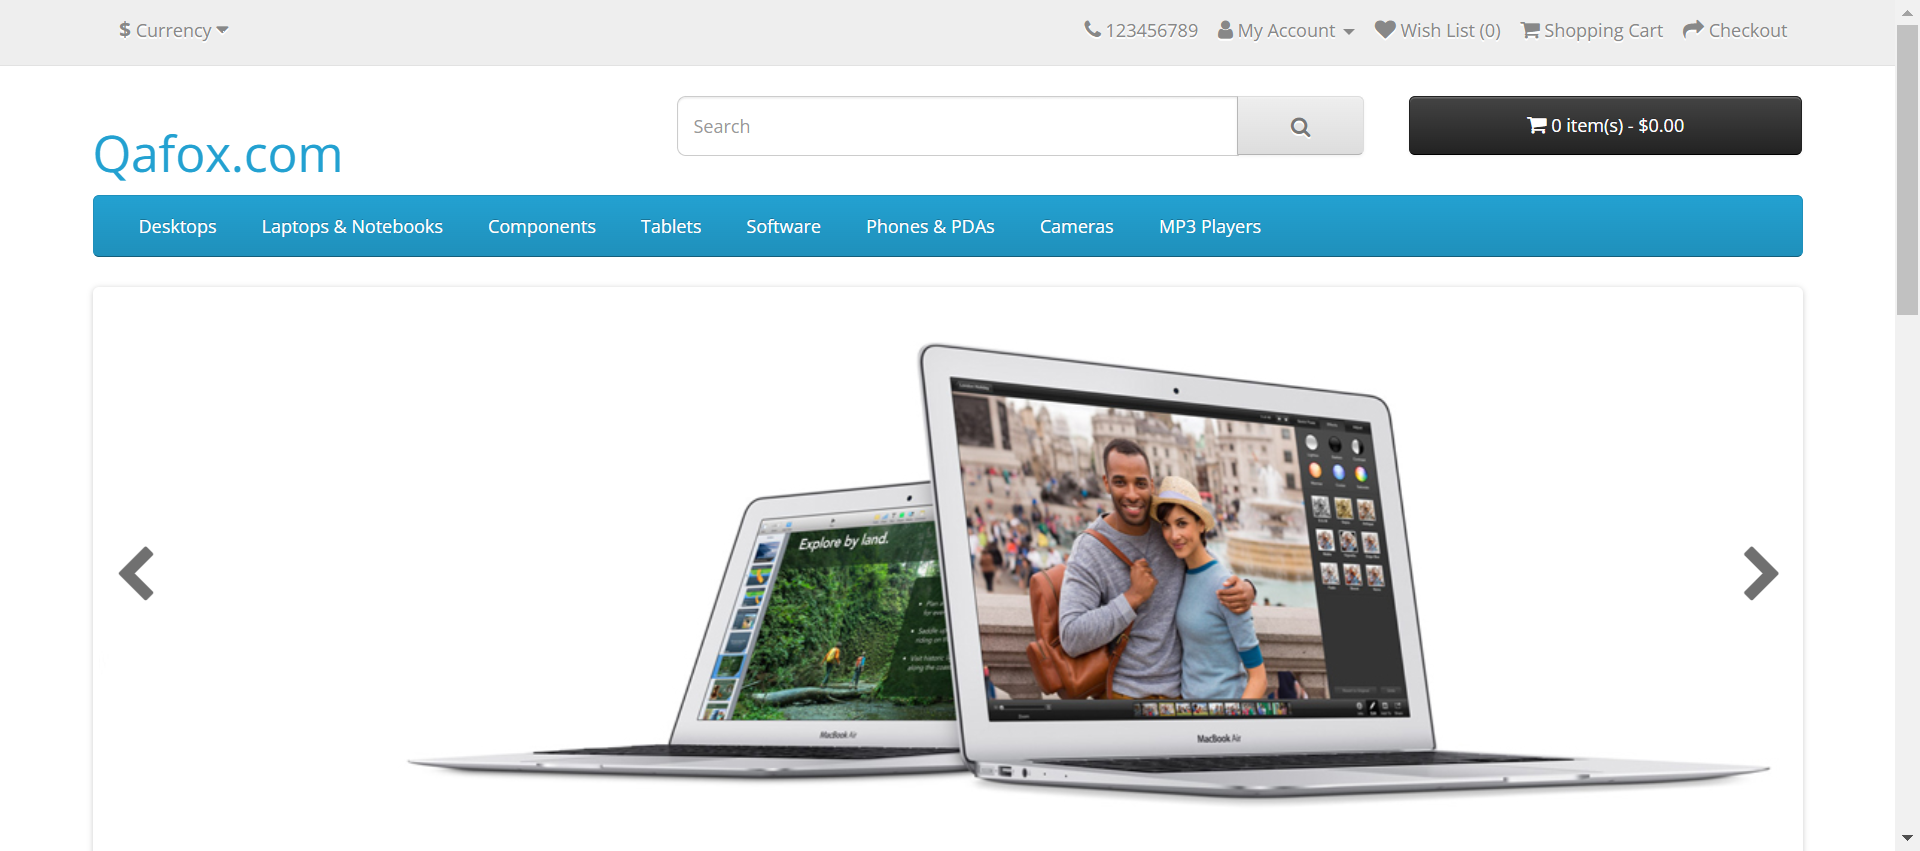 $ Currency
123456789 My Account Wish List (0) Shopping Cart Checkout
Search
0 item(s) - $0.00
Qafox.com
Desktops Laptops & Notebooks Components Tablets Software Phones & PDAs Cameras MP3 Players
Explore by land.
MacBook Air
MacBook Air